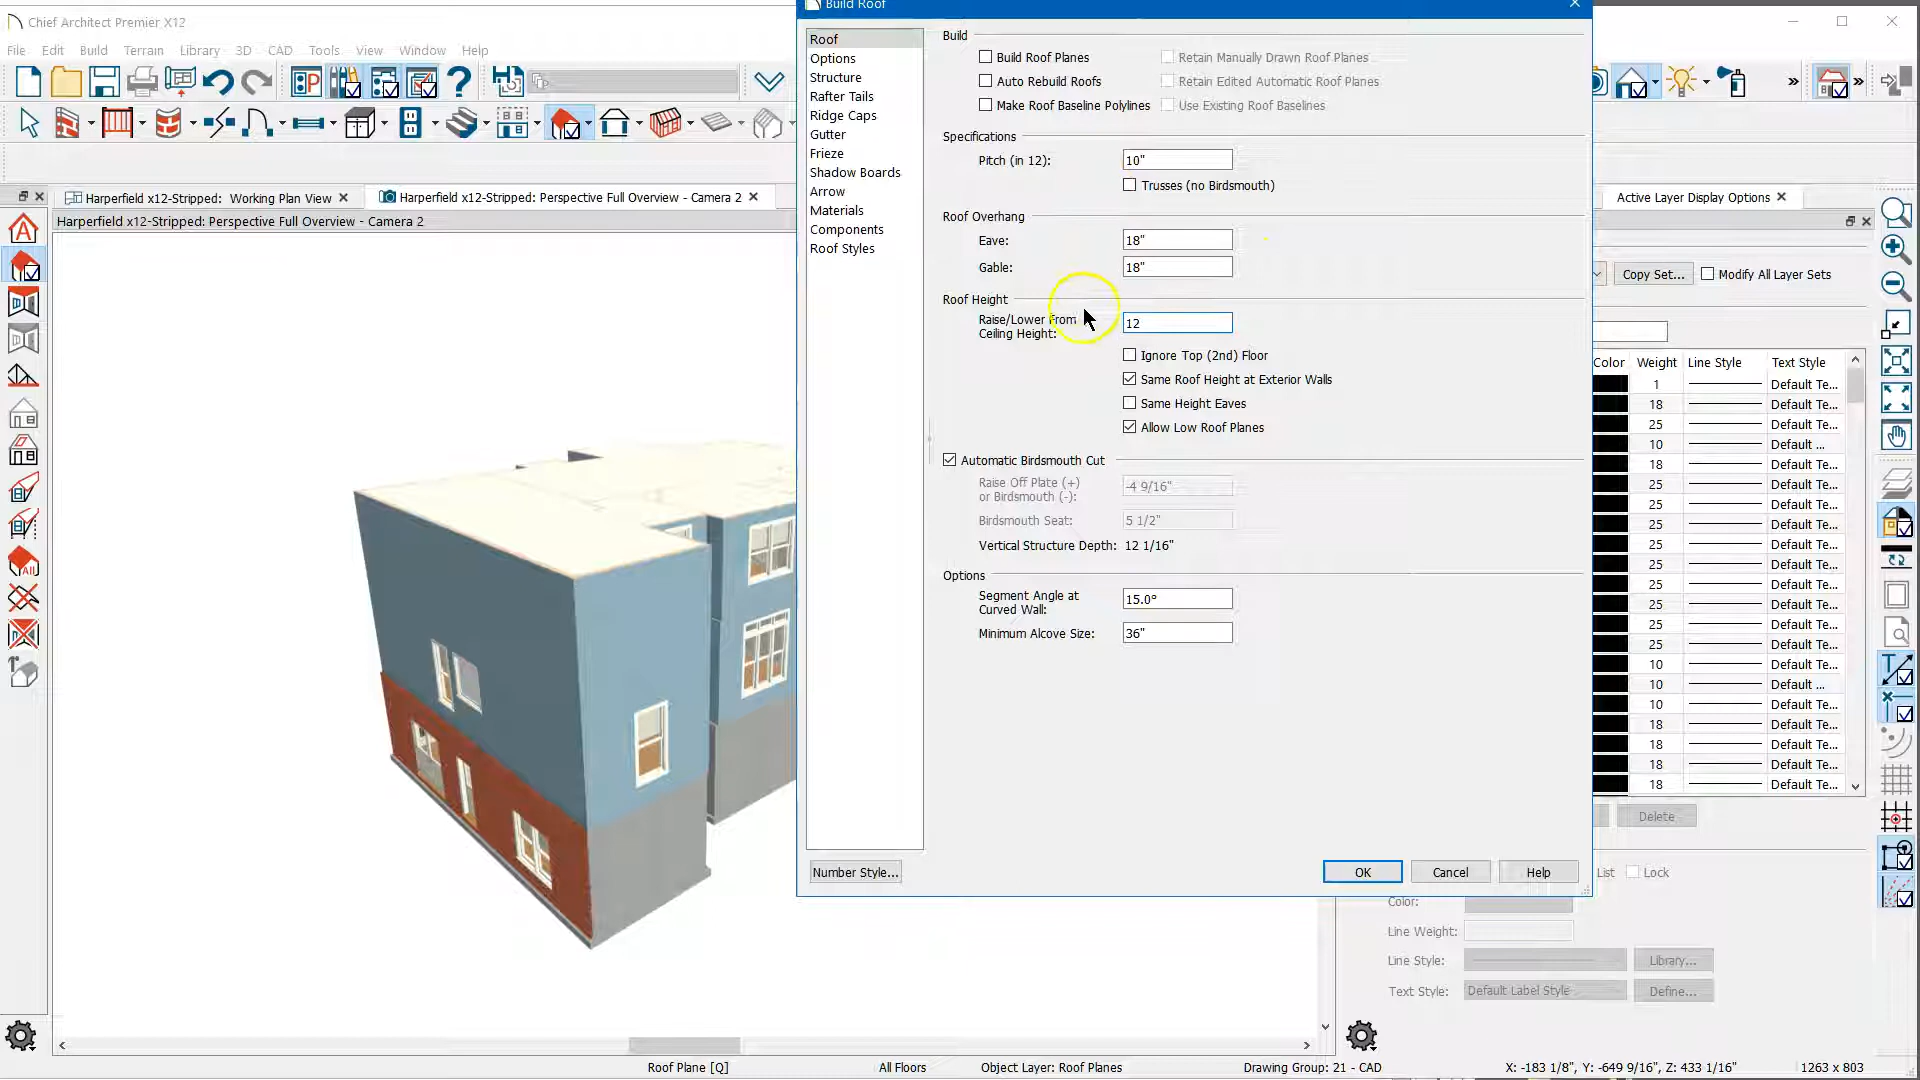 Chief Architect Premier X12
Build Roof
File Edit Build Terrain Library 3D CAD Tools View Window Help
Harperfield x12-Stripped: Working Plan View
Harperfield x12-Stripped: Perspective Full Overview - Camera 2
Harperfield x12-Stripped: Perspective Full Overview - Camera 2
Roof
Options
Structure
Rafter Tails
Ridge Caps
Gutter
Frieze
Shadow Boards
Arrow
Materials
Components
Roof Styles
Number Style...
Build
Build Roof Planes
Retain Manually Drawn Roof Planes
Auto Rebuild Roofs
Retain Edited Automatic Roof Planes
Make Roof Baseline Polylines
Use Existing Roof Baselines
Specifications
Pitch (in 12): 10"
Trusses (no Birdsmouth)
Roof Overhang
Eave: 18"
Gable: 18"
Roof Height
Raise/Lower From
Ceiling Height: 12
Ignore Top (2nd) Floor
Same Roof Height at Exterior Walls
Same Height Eaves
Allow Low Roof Planes
Automatic Birdsmouth Cut
Raise Off Plate (+)
or Birdsmouth (-): -4 9/16"
Birdsmouth Seat: 5 1/2"
Vertical Structure Depth: 12 1/16"
Options
Segment Angle at
Curved Wall: 15.0°
Minimum Alcove Size: 36"
OK Cancel Help
Active Layer Display Options
Copy Set... Modify All Layer Sets
Color Weight Line Style Text Style
1 Default Te...
18 Default Te...
25 Default Te...
10 Default ...
18 Default Te...
25 Default Te...
25 Default Te...
25 Default Te...
25 Default Te...
25 Default Te...
25 Default Te...
25 Default Te...
25 Default Te...
25 Default Te...
10 Default Te...
10 Default ...
10 Default Te...
18 Default Te...
18 Default Te...
18 Default Te...
18 Default Te...
Delete
List Lock
Color:
Line Weight:
Line Style: Library...
Text Style: Default Label Style Define...
ALL
Roof Plane [Q] All Floors Object Layer: Roof Planes Drawing Group: 21 - CAD X: -183 1/8", Y: -649 9/16", Z: 433 1/16" 1263 x 803